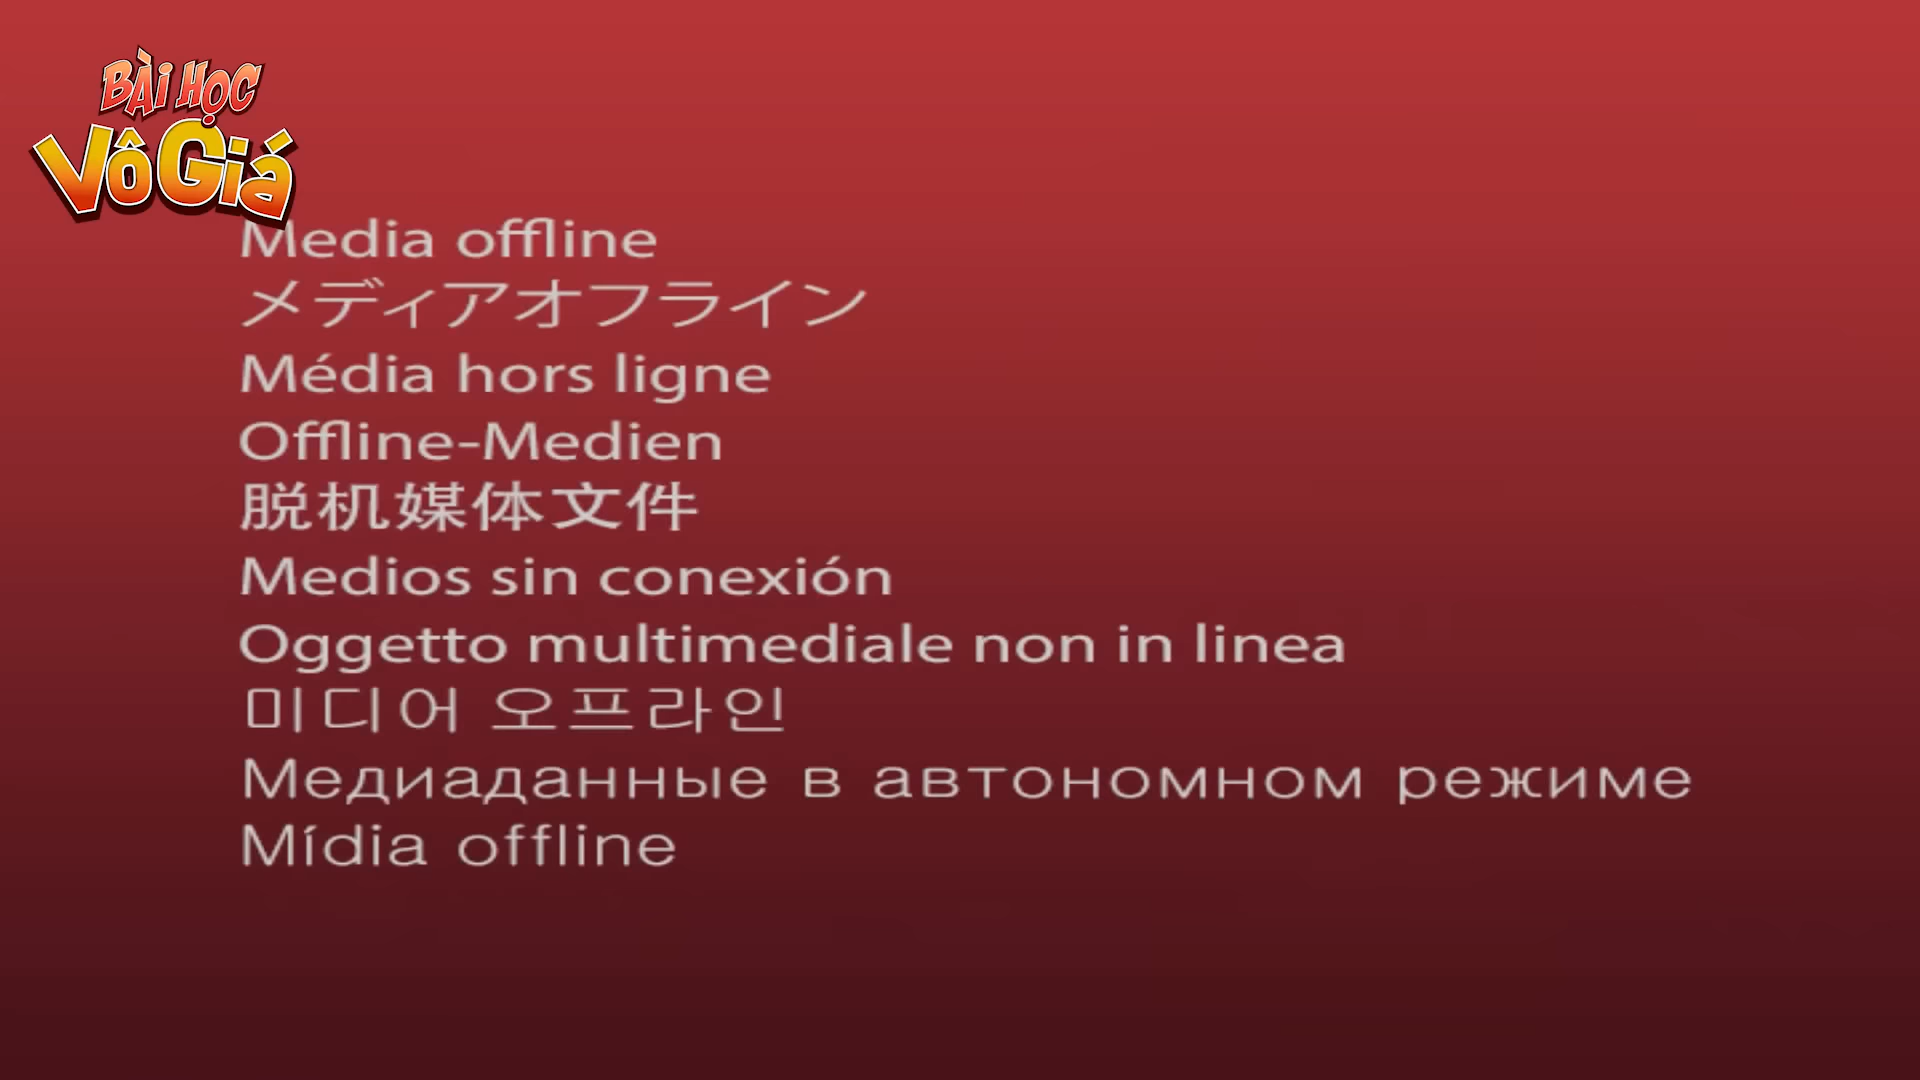 BÀI HỌC
VÔ GIÁ
Media offline
メディアオフライン
Média hors ligne
Offline-Medien
脱机媒体文件
Medios sin conexión
Oggetto multimediale non in linea
미디어 오프라인
Медиаданные в автономном режиме
Mídia offline